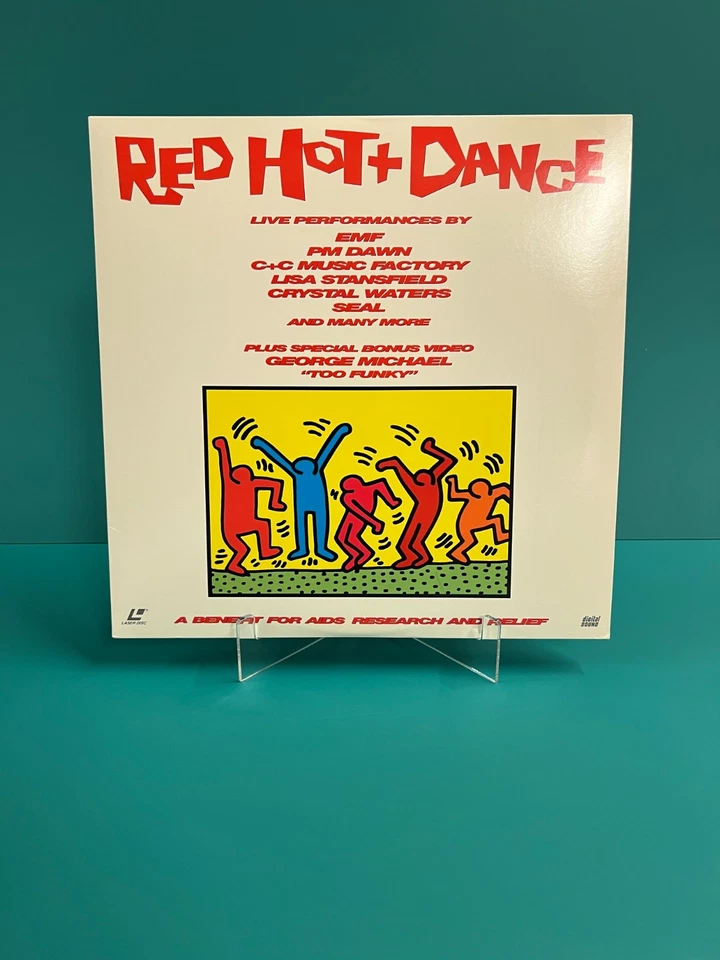 RED HOT + DANCE
LIVE PERFORMANCES BY
EMF
PM DAWN
C+C MUSIC FACTORY
LISA STANSFIELD
CRYSTAL WATERS
SEAL
AND MANY MORE
PLUS SPECIAL BONUS VIDEO
GEORGE MICHAEL
"TOO FUNKY"
A BENEFIT FOR AIDS RESEARCH AND RELIEF
LASER DISC
digital
SOUND